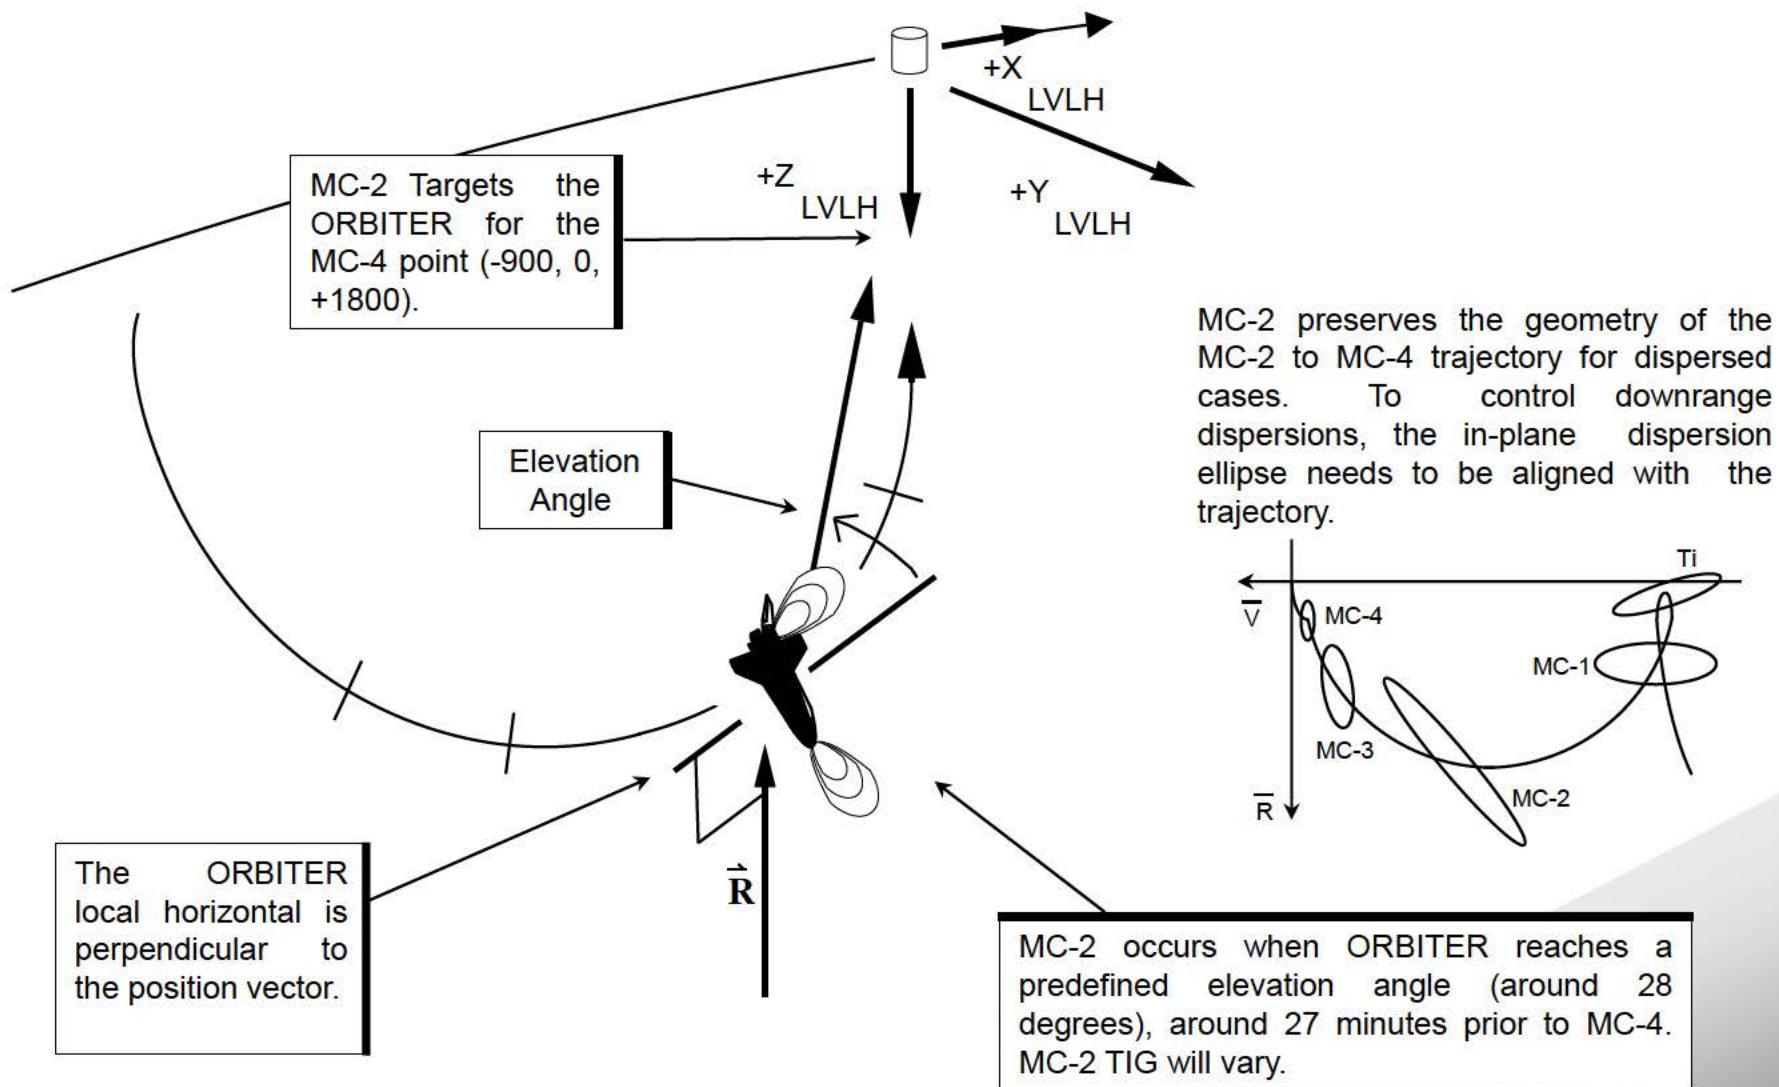 +X
LVLH
MC-2 Targets the
ORBITER for the
MC-4 point (-900, 0,
+1800).
+Z
LVLH
+Y
LVLH
Elevation
Angle
MC-2 preserves the geometry of the
MC-2 to MC-4 trajectory for dispersed
cases. To control downrange
dispersions, the in-plane dispersion
ellipse needs to be aligned with the
trajectory.
Ti
V
MC-4
MC-1
MC-3
MC-2
R
The ORBITER
local horizontal is
perpendicular to
the position vector.
R
MC-2 occurs when ORBITER reaches a
predefined elevation angle (around 28
degrees), around 27 minutes prior to MC-4.
MC-2 TIG will vary.